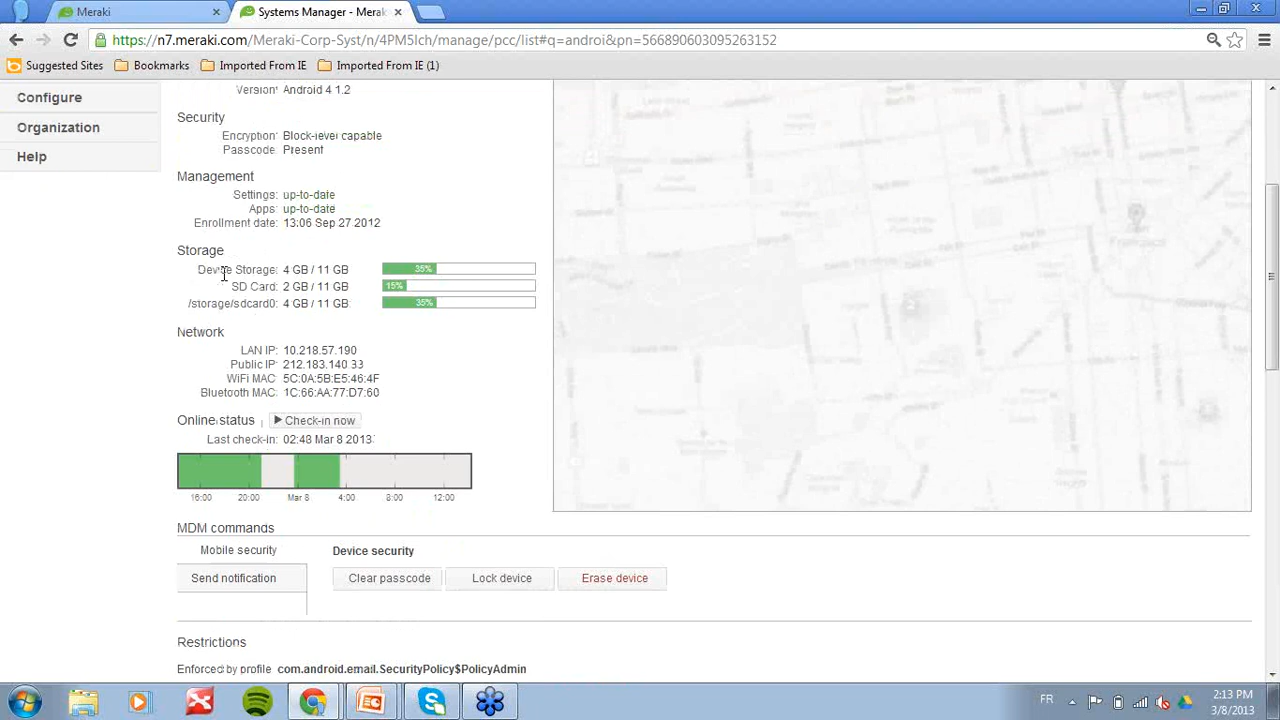 Meraki
Systems Manager - Merak
https://n7.meraki.com/Meraki-Corp-Syst/n/4PM5Ich/manage/pcc/list#q=androi&pn=566890603095263152
Suggested Sites
Bookmarks
Imported From IE
Imported From IE (1)
Configure
Organization
Help
Version: Android 4.1.2
Security
Encryption: Block-level capable
Passcode: Present
Management
Settings: up-to-date
Apps: up-to-date
Enrollment date: 13:06 Sep 27 2012
Storage
Device Storage: 4 GB / 11 GB 35%
SD Card: 2 GB / 11 GB 15%
/storage/sdcard0: 4 GB / 11 GB 35%
Network
LAN IP: 10.218.57.190
Public IP: 212.183.140.33
WiFi MAC: 5C:0A:5B:E5:46:4F
Bluetooth MAC: 1C:66:AA:77:D7:60
Online status
Check-in now
Last check-in: 02:48 Mar 8 2013
16:00 20:00 Mar 8 4:00 8:00 12:00
MDM commands
Mobile security
Send notification
Device security
Clear passcode Lock device Erase device
Restrictions
Enforced by profile com.android.email.SecurityPolicy$PolicyAdmin
FR
2:13 PM
3/8/2013